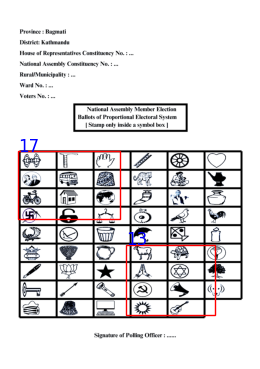 Province : Bagmati
District: Kathmandu
House of Representatives Constituency No. : ...
National Assembly Constituency No. : ...
Rural/Municipality : ...
Ward No. : ...
Voters No. : ...
National Assembly Member Election
Ballots of Proportional Electoral System
[ Stamp only inside a symbol box ]
17
13
Signature of Polling Officer : ......